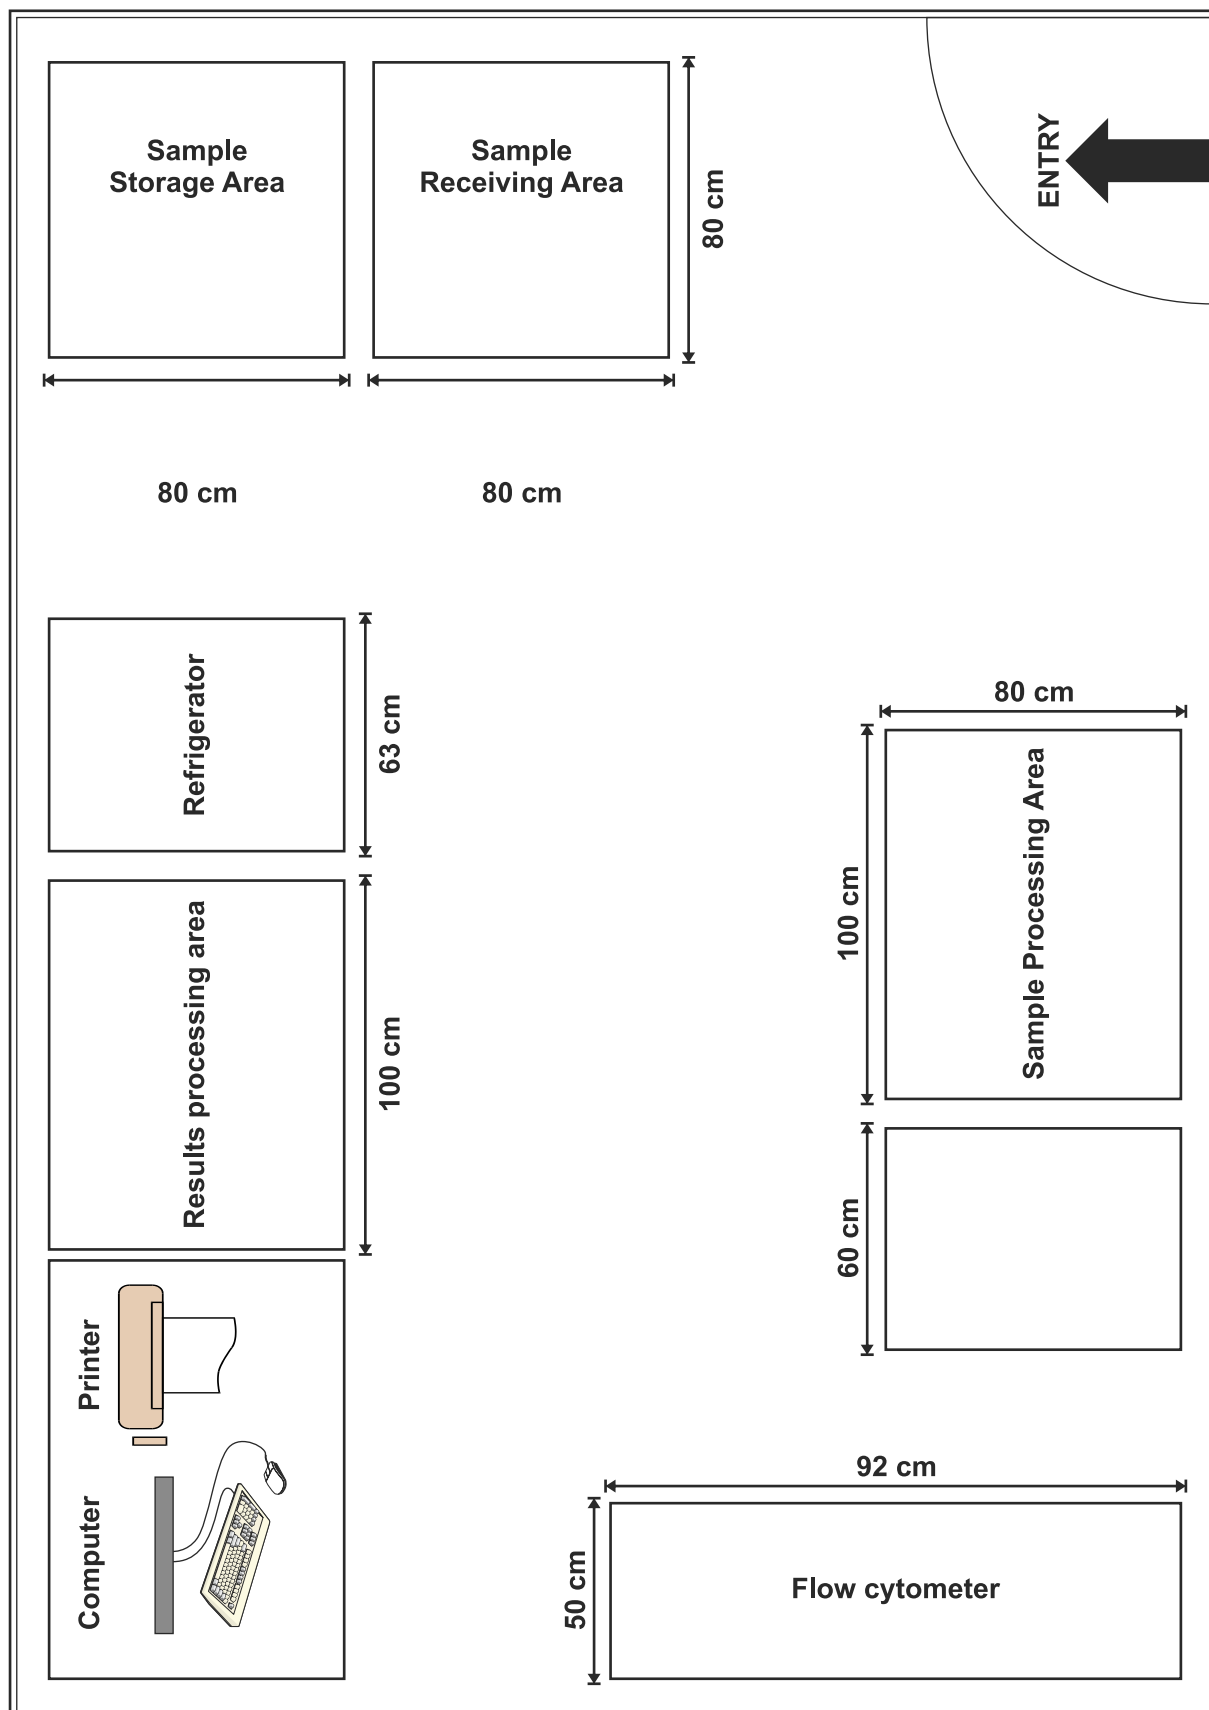 Sample
Storage Area
Sample
Receiving Area
80 cm
ENTRY
80 cm
80 cm
Refrigerator
63 cm
80 cm
Sample Processing Area
100 cm
Results processing area
100 cm
60 cm
Printer
Computer
92 cm
50 cm
Flow cytometer